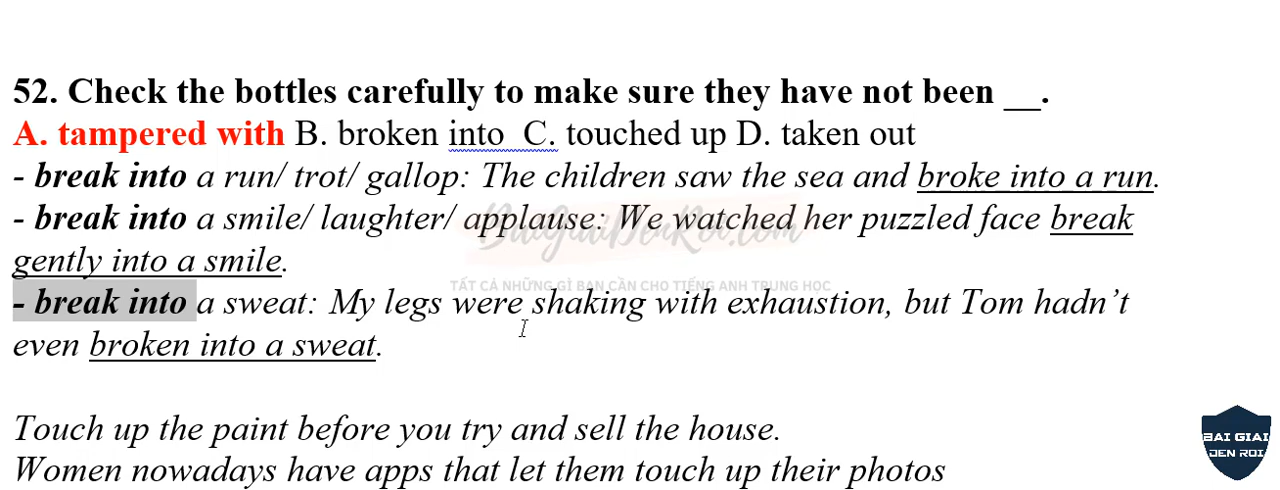 52. Check the bottles carefully to make sure they have not been __.
A. tampered with B. broken into C. touched up D. taken out
- break into a run/ trot/ gallop: The children saw the sea and broke into a run.
- break into a smile/ laughter/ applause: We watched her puzzled face break
BaiGiaiDenRoi.com
gently into a smile.
TẤT CẢ NHỮNG GÌ BẠN CẦN CHO TIẾNG ANH TRUNG HỌC
- break into a sweat: My legs were shaking with exhaustion, but Tom hadn’t
even broken into a sweat.
Touch up the paint before you try and sell the house.
BAI GIAI
DEN ROI
Women nowadays have apps that let them touch up their photos